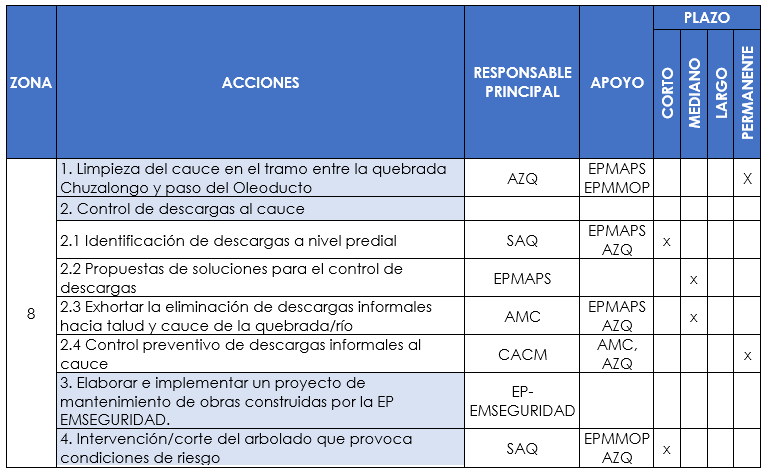 PLAZO
ZONA ACCIONES RESPONSABLE PRINCIPAL APOYO CORTO MEDIANO LARGO PERMANENTE
8
1. Limpieza del cauce en el tramo entre la quebrada
Chuzalongo y paso del Oleoducto
AZQ
EPMAPS
EPMMOP
X
2. Control de descargas al cauce
2.1 Identificación de descargas a nivel predial
SAQ
EPMAPS
AZQ
x
2.2 Propuestas de soluciones para el control de
descargas
EPMAPS
x
2.3 Exhortar la eliminación de descargas informales
hacia talud y cauce de la quebrada/río
AMC
EPMAPS
AZQ
x
2.4 Control preventivo de descargas informales al
cauce
CACM
AMC,
AZQ
x
3. Elaborar e implementar un proyecto de
mantenimiento de obras construidas por la EP
EMSEGURIDAD.
EP-
EMSEGURIDAD
4. Intervención/corte del arbolado que provoca
condiciones de riesgo
SAQ
EPMMOP
AZQ
x